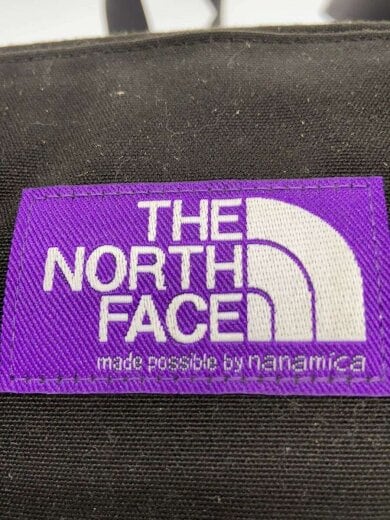 THE
NORTH
FACE
made possible by nanamica